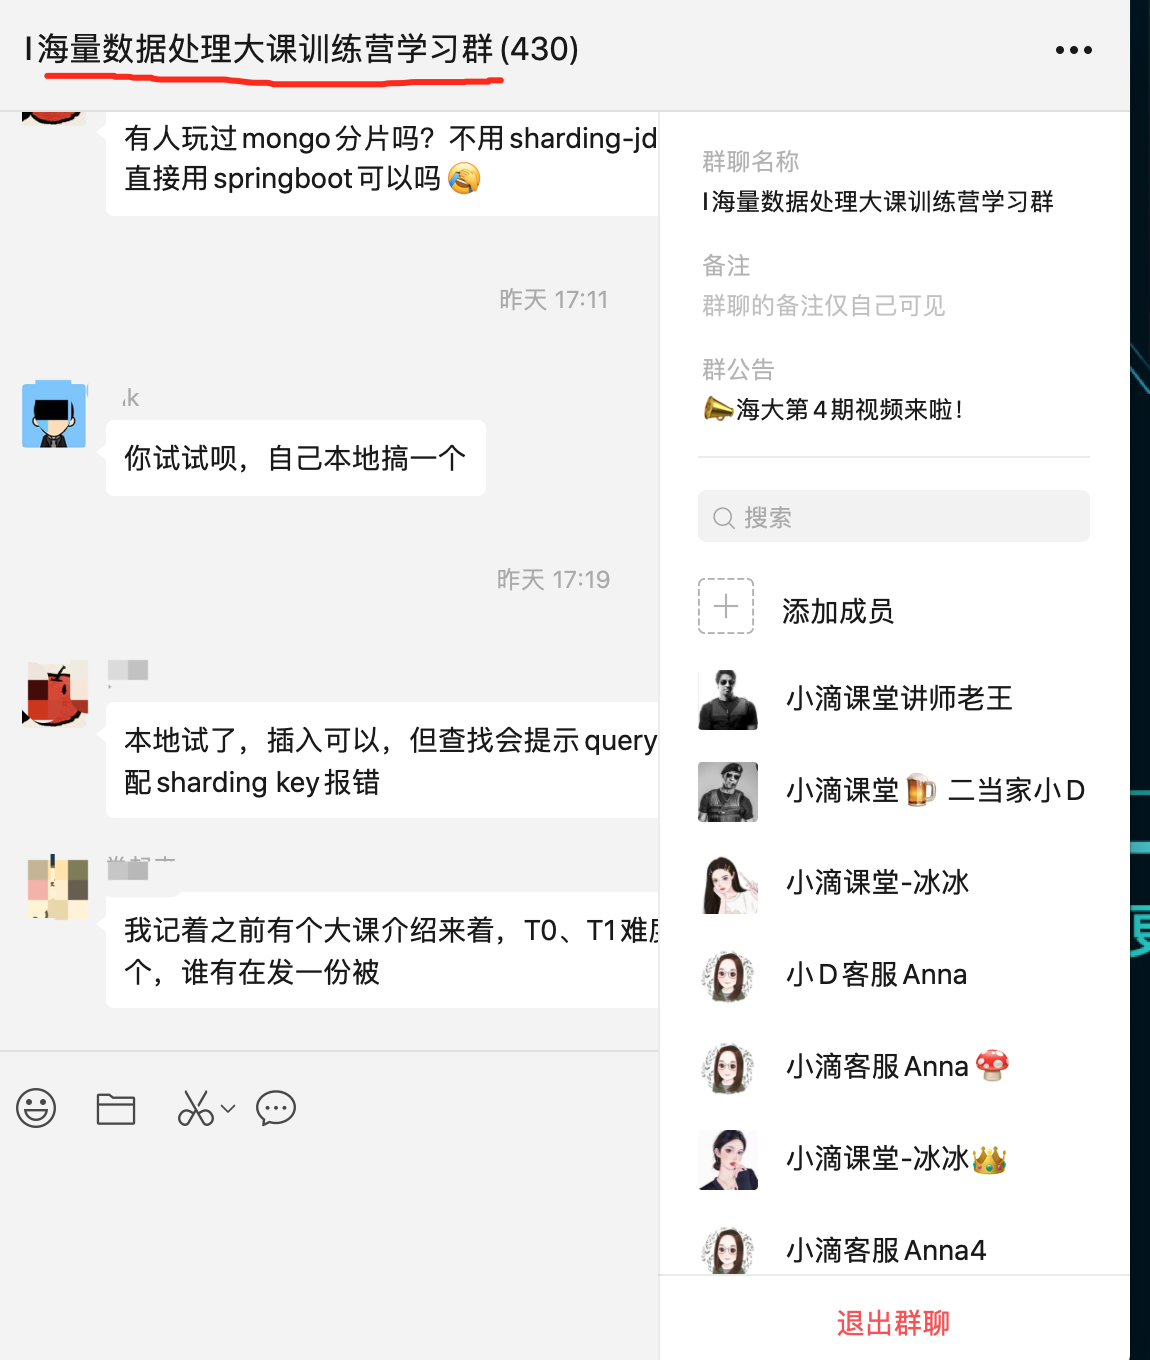 I海量数据处理大课训练营学习群(430)
有人玩过mongo分片吗？不用sharding-jd
直接用springboot可以吗🤣
昨天 17:11
k
你试试呗，自己本地搞一个
昨天 17:19
本地试了，插入可以，但查找会提示query
配sharding key报错
我记着之前有个大课介绍来着，T0、T1难度
个，谁有在发一份被
群聊名称
I海量数据处理大课训练营学习群
备注
群聊的备注仅自己可见
群公告
📣海大第4期视频来啦！
搜索
添加成员
小滴课堂讲师老王
小滴课堂🍺 二当家小D
小滴课堂-冰冰
小D客服Anna
小滴客服Anna🍄
小滴课堂-冰冰👑
小滴客服Anna4
退出群聊